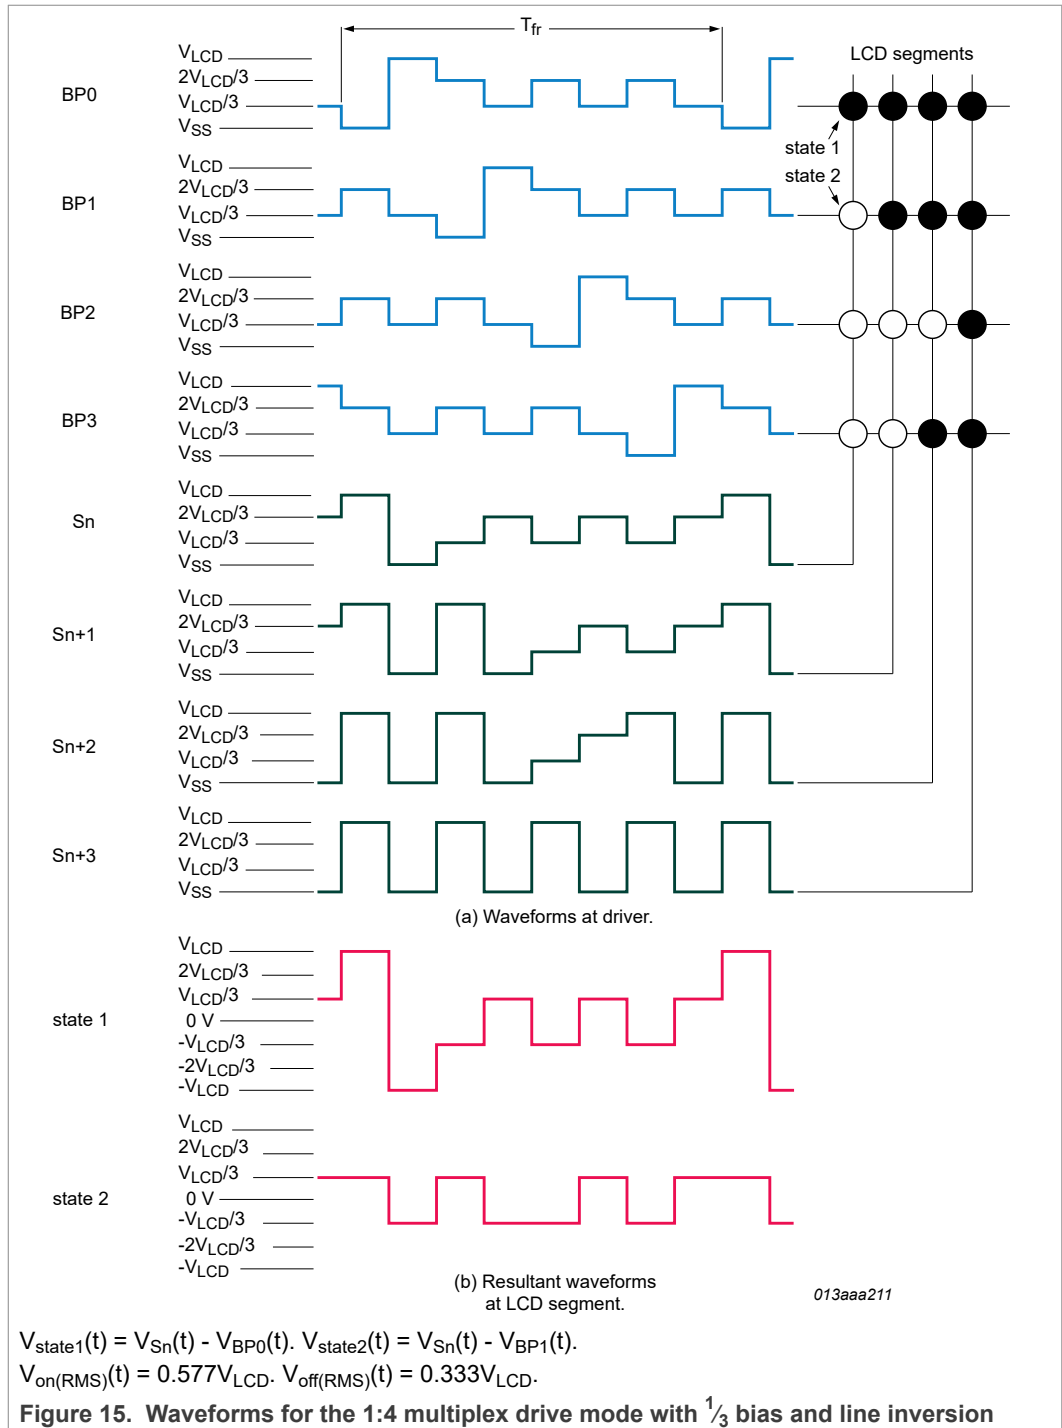 T_fr
LCD segments
BP0
V_LCD
2V_LCD/3
V_LCD/3
V_SS
state 1
state 2
BP1
V_LCD
2V_LCD/3
V_LCD/3
V_SS
BP2
V_LCD
2V_LCD/3
V_LCD/3
V_SS
BP3
V_LCD
2V_LCD/3
V_LCD/3
V_SS
Sn
V_LCD
2V_LCD/3
V_LCD/3
V_SS
Sn+1
V_LCD
2V_LCD/3
V_LCD/3
V_SS
Sn+2
V_LCD
2V_LCD/3
V_LCD/3
V_SS
Sn+3
V_LCD
2V_LCD/3
V_LCD/3
V_SS
(a) Waveforms at driver.
state 1
V_LCD
2V_LCD/3
V_LCD/3
0 V
-V_LCD/3
-2V_LCD/3
-V_LCD
state 2
V_LCD
2V_LCD/3
V_LCD/3
0 V
-V_LCD/3
-2V_LCD/3
-V_LCD
(b) Resultant waveforms
at LCD segment.
013aaa211
V_state1(t) = V_Sn(t) - V_BP0(t). V_state2(t) = V_Sn(t) - V_BP1(t).
V_on(RMS)(t) = 0.577V_LCD. V_off(RMS)(t) = 0.333V_LCD.
Figure 15. Waveforms for the 1:4 multiplex drive mode with 1/3 bias and line inversion